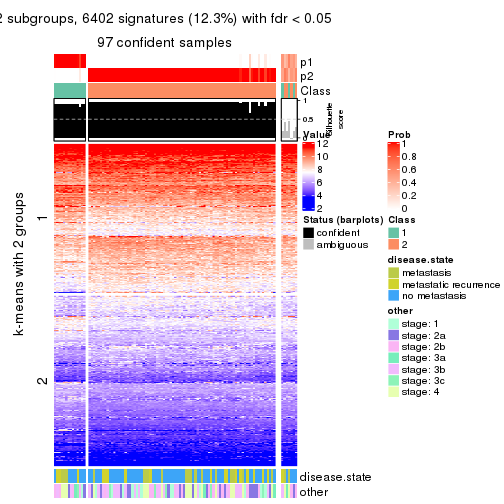 2 subgroups, 6402 signatures (12.3%) with fdr < 0.05
97 confident samples
p1
p2
Class
1
0.5
0
Silhouette
score
k-means with 2 groups
1
2
Value
12
10
8
6
4
2
Prob
1
0.8
0.6
0.4
0.2
0
Status (barplots)
confident
ambiguous
Class
1
2
disease.state
metastasis
metastatic recurrence
no metastasis
other
stage: 1
stage: 2a
stage: 2b
stage: 3a
stage: 3b
stage: 3c
stage: 4
disease.state
other